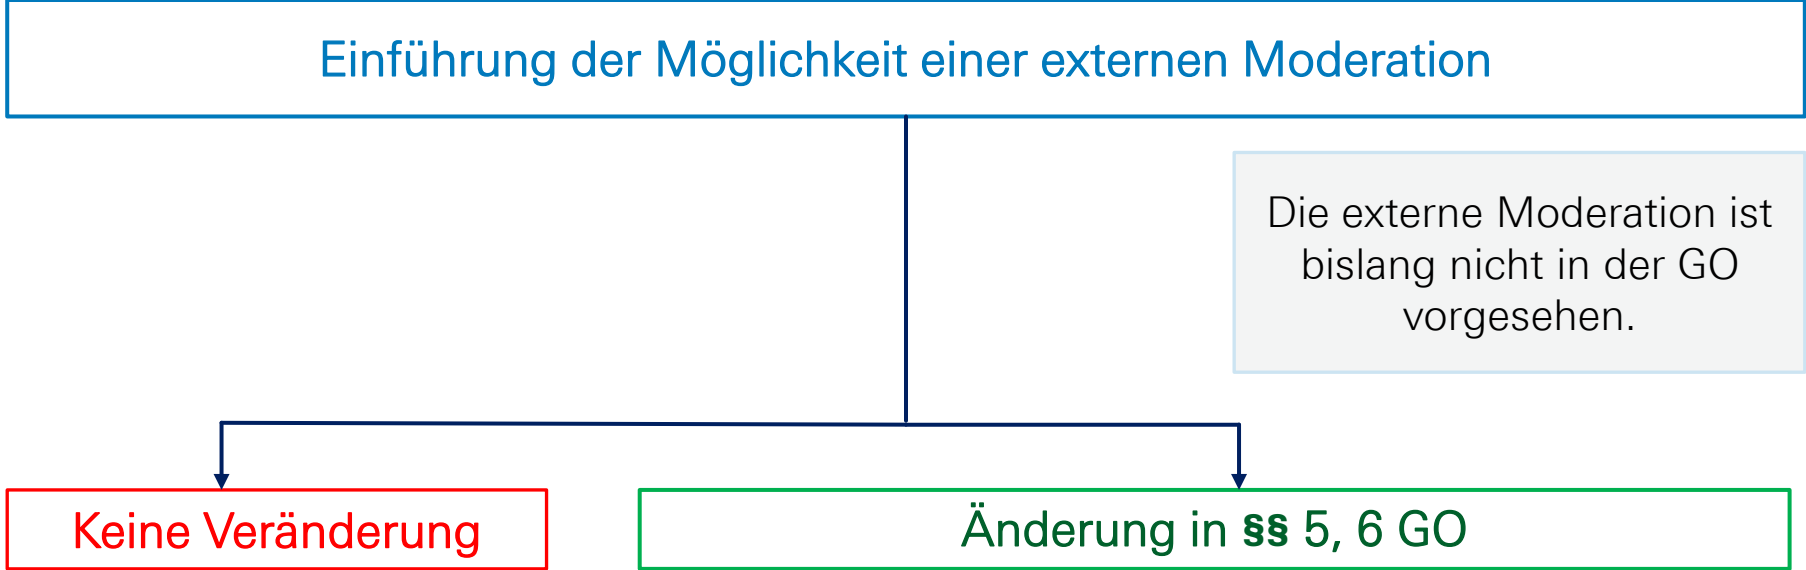 Einführung der Möglichkeit einer externen Moderation
Die externe Moderation ist
bislang nicht in der GO
vorgesehen.
Keine Veränderung
Änderung in §§ 5, 6 GO